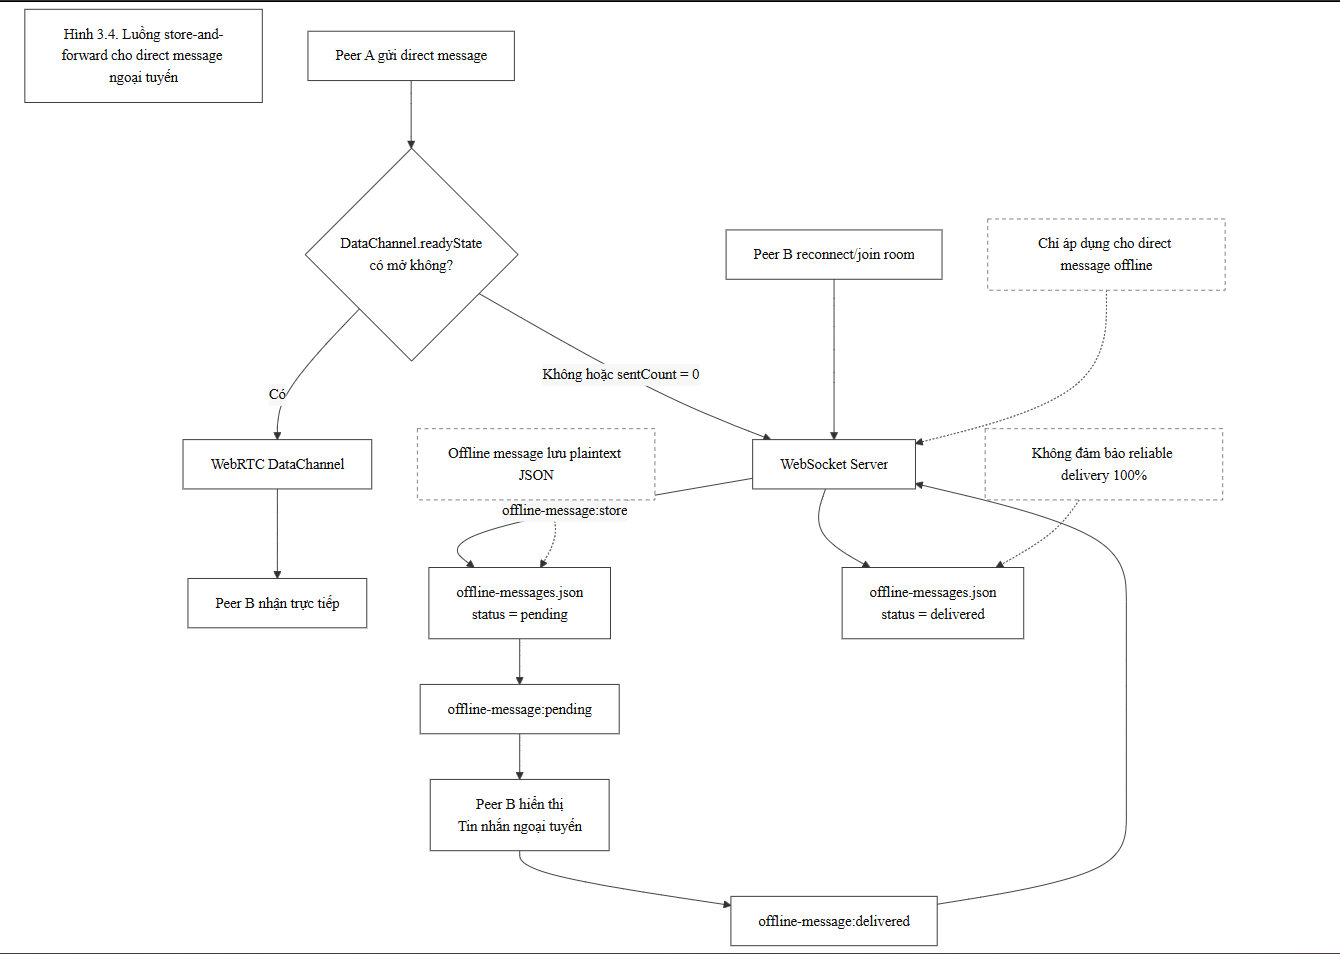 Hình 3.4. Luồng store-and-
forward cho direct message
ngoại tuyến
Peer A gửi direct message
DataChannel.readyState
có mở không?
Peer B reconnect/join room
Chỉ áp dụng cho direct
message offline
Không hoặc sentCount = 0
Có
WebRTC DataChannel
Offline message lưu plaintext
JSON
WebSocket Server
Không đảm bảo reliable
delivery 100%
offline-message:store
Peer B nhận trực tiếp
offline-messages.json
status = pending
offline-messages.json
status = delivered
offline-message:pending
Peer B hiển thị
Tin nhắn ngoại tuyến
offline-message:delivered